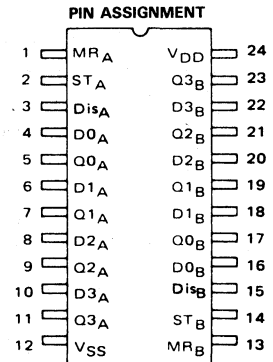 PIN ASSIGNMENT
1 MRA VDD 24
2 STA Q3B 23
3 DisA D3B 22
4 D0A Q2B 21
5 Q0A D2B 20
6 D1A Q1B 19
7 Q1A D1B 18
8 D2A Q0B 17
9 Q2A D0B 16
10 D3A DisB 15
11 Q3A STB 14
12 VSS MRB 13